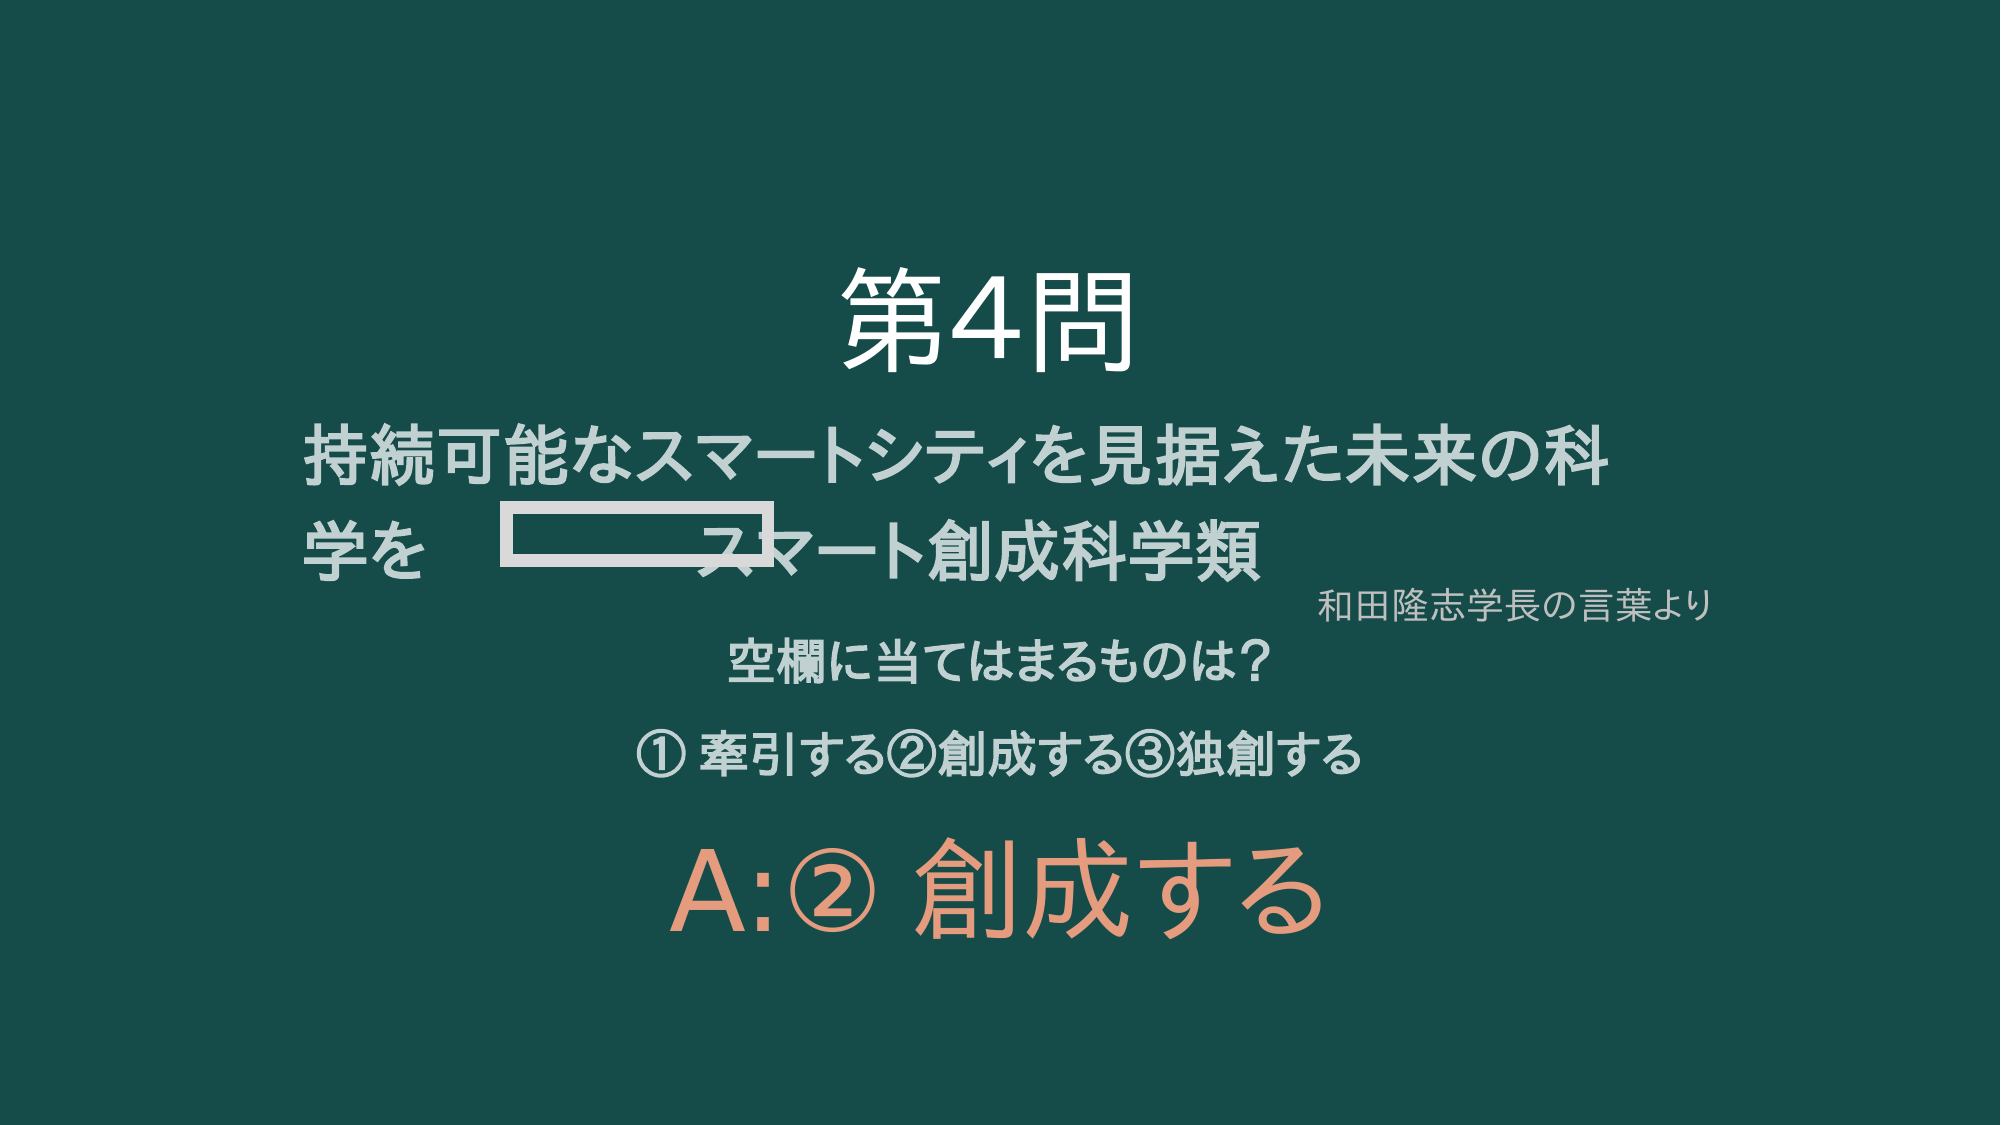 第4問
持続可能なスマートシティを見据えた未来の科
学を スマート創成科学類
和田隆志学長の言葉より
空欄に当てはまるものは？
① 牽引する②創成する③独創する
A:② 創成する